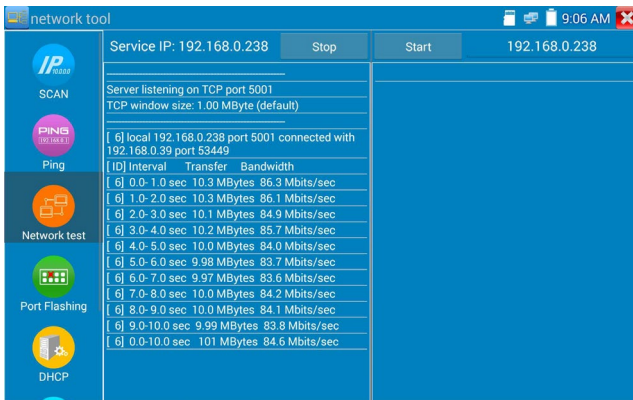 network tool
9:06 AM
Service IP: 192.168.0.238
Stop
Start
192.168.0.238
IP
10.0.0.0
SCAN
PING
192.168.0.1
Ping
Network test
Port Flashing
DHCP
Server listening on TCP port 5001
TCP window size: 1.00 MByte (default)
[ 6] local 192.168.0.238 port 5001 connected with
192.168.0.39 port 53449
[ ID] Interval Transfer Bandwidth
[ 6] 0.0- 1.0 sec 10.3 MBytes 86.3 Mbits/sec
[ 6] 1.0- 2.0 sec 10.3 MBytes 86.1 Mbits/sec
[ 6] 2.0- 3.0 sec 10.1 MBytes 84.9 Mbits/sec
[ 6] 3.0- 4.0 sec 10.2 MBytes 85.7 Mbits/sec
[ 6] 4.0- 5.0 sec 10.0 MBytes 84.0 Mbits/sec
[ 6] 5.0- 6.0 sec 9.98 MBytes 83.7 Mbits/sec
[ 6] 6.0- 7.0 sec 9.97 MBytes 83.6 Mbits/sec
[ 6] 7.0- 8.0 sec 10.0 MBytes 84.2 Mbits/sec
[ 6] 8.0- 9.0 sec 10.0 MBytes 84.1 Mbits/sec
[ 6] 9.0-10.0 sec 9.99 MBytes 83.8 Mbits/sec
[ 6] 0.0-10.0 sec 101 MBytes 84.6 Mbits/sec